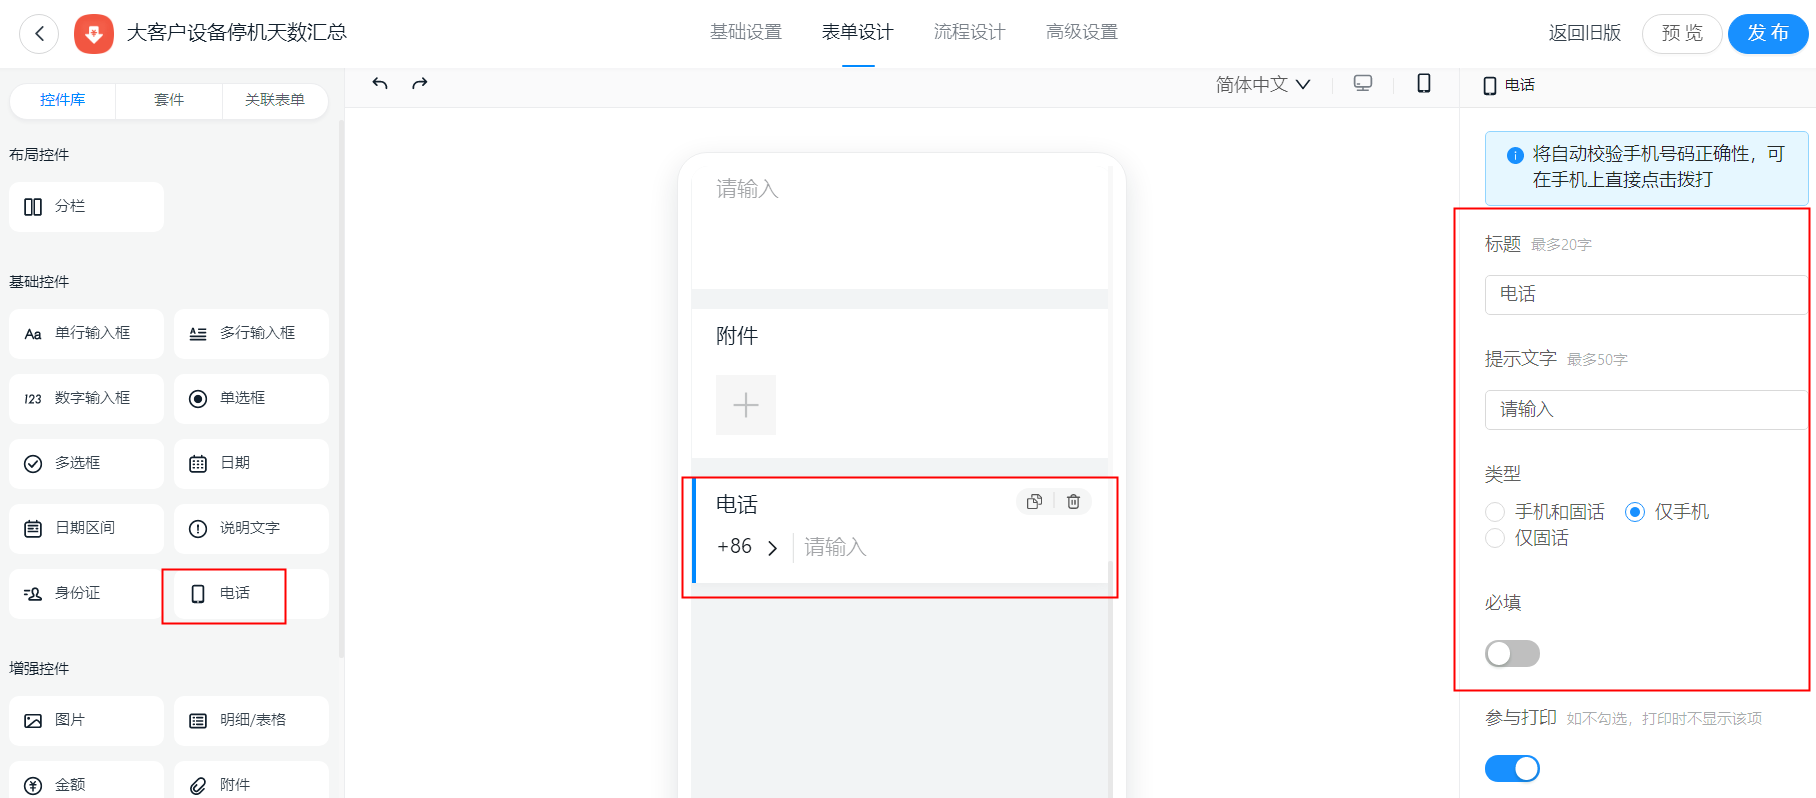 大客户设备停机天数汇总
基础设置 表单设计 流程设计 高级设置
返回旧版 预览 发布
控件库 套件 关联表单
布局控件
分栏
基础控件
Aa 单行输入框
多行输入框
123 数字输入框
单选框
多选框
日期
日期区间
说明文字
身份证
电话
增强控件
图片
明细/表格
金额
附件
简体中文
请输入
附件
电话
+86 请输入
电话
将自动校验手机号码正确性，可
在手机上直接点击拨打
标题 最多20字
电话
提示文字 最多50字
请输入
类型
手机和固话 仅手机
仅固话
必填
参与打印 如不勾选，打印时不显示该项